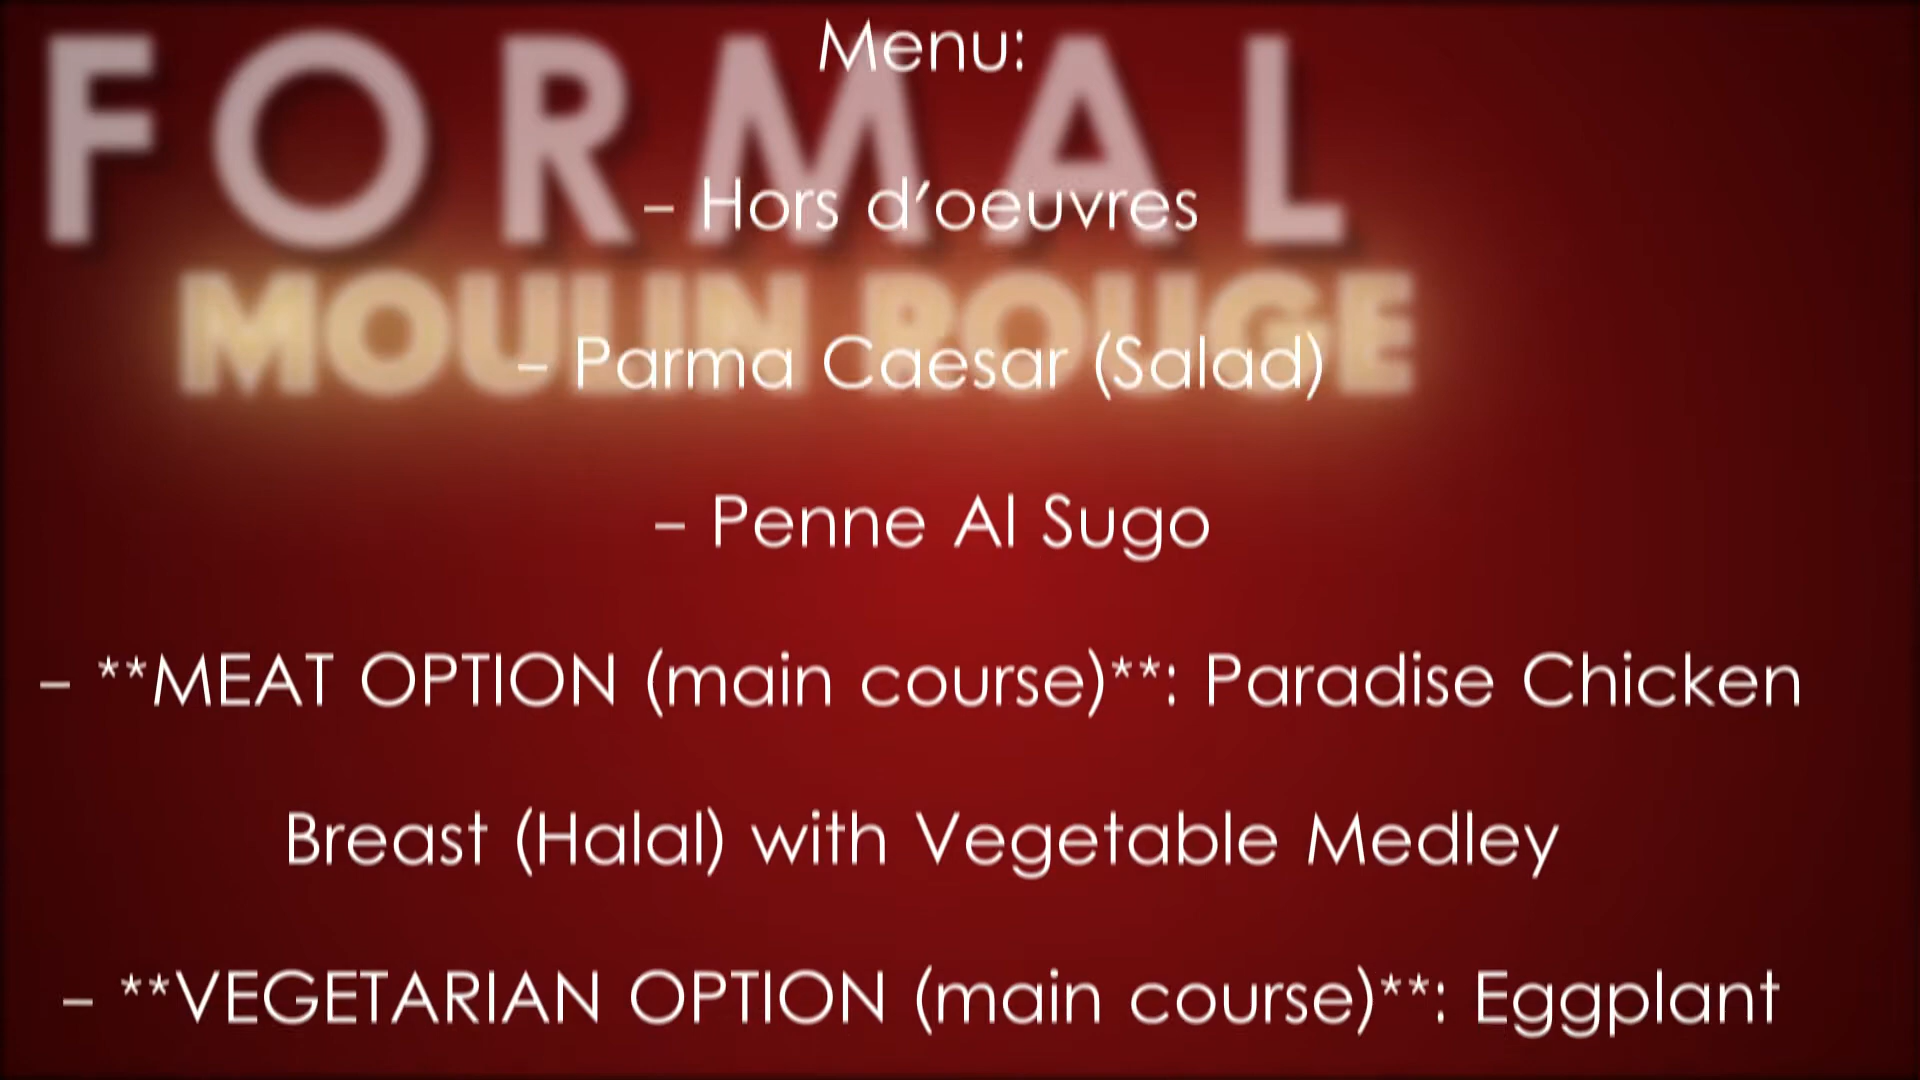 Menu:
FORMAL
– Hors d'oeuvres
MOULIN ROUGE
– Parma Caesar (Salad)
– Penne Al Sugo
– **MEAT OPTION (main course)**: Paradise Chicken
Breast (Halal) with Vegetable Medley
– **VEGETARIAN OPTION (main course)**: Eggplant